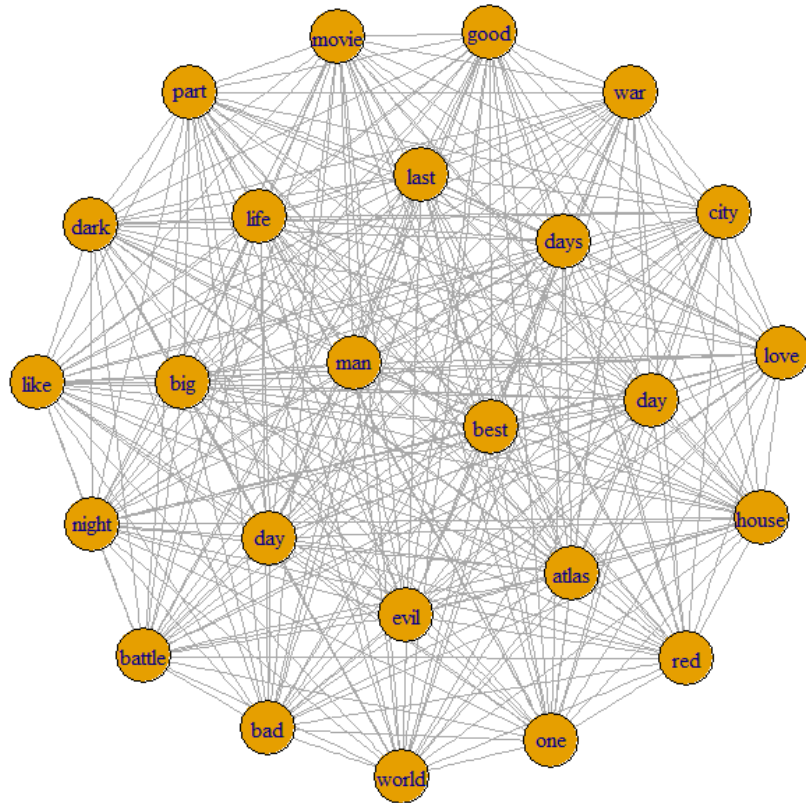 movie
good
part
war
last
life
city
dark
days
love
man
like
big
day
best
night
house
day
atlas
evil
battle
red
bad
one
world